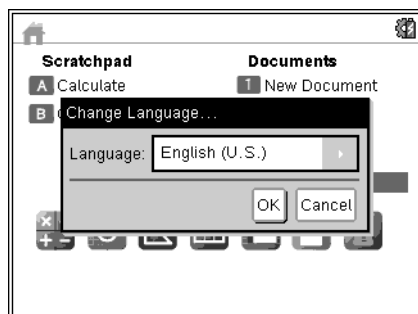 Scratchpad Documents
A Calculate 1 New Document
B
Change Language...
Language: English (U.S.)
OK Cancel